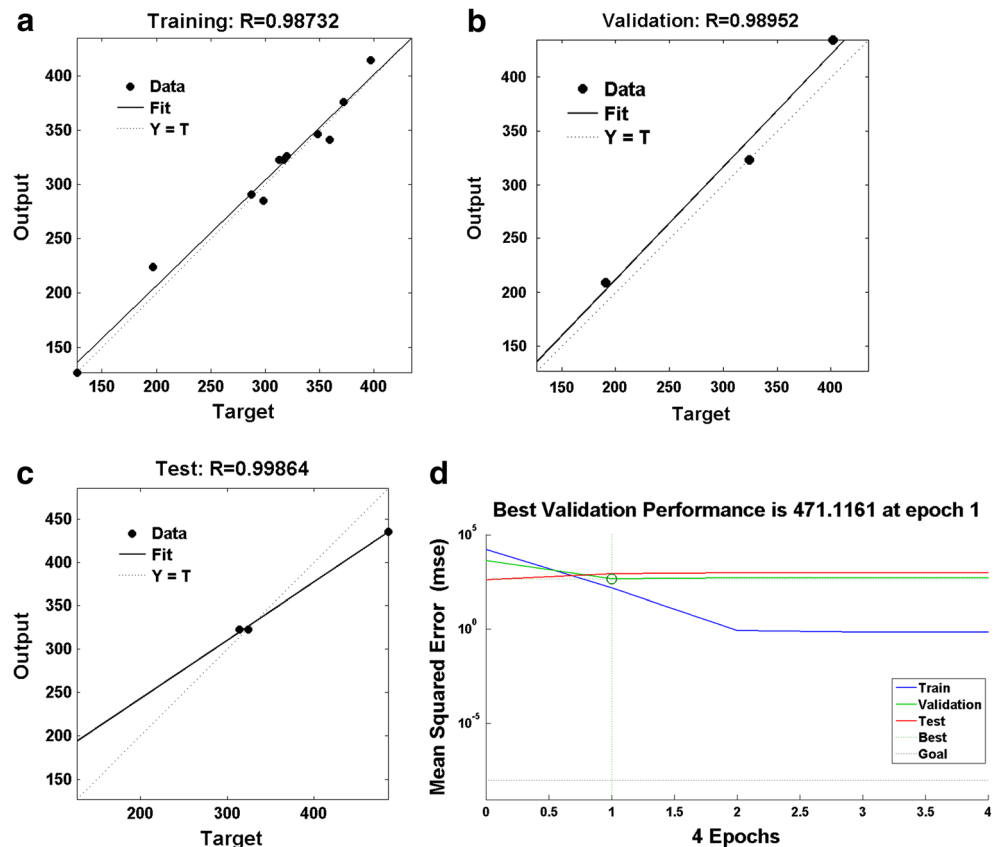 a
Training: R=0.98732
Data
Fit
Y = T
Output
400
350
300
250
200
150
150 200 250 300 350 400
Target
b
Validation: R=0.98952
Data
Fit
Y = T
Output
400
350
300
250
200
150
150 200 250 300 350 400
Target
c
Test: R=0.99864
Data
Fit
Y = T
Output
450
400
350
300
250
200
150
200 400
Target
d
Best Validation Performance is 471.1161 at epoch 1
Mean Squared Error (mse)
10^5
10^0
10^-5
Train
Validation
Test
Best
Goal
0 0.5 1 1.5 2 2.5 3 3.5 4
4 Epochs